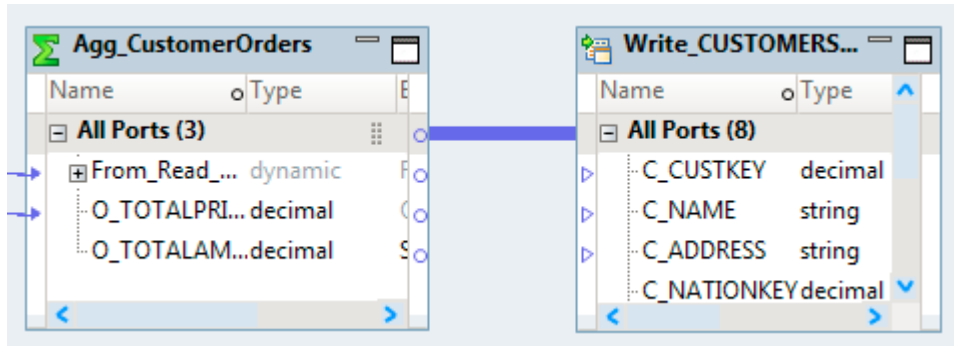 Agg_CustomerOrders
Name Type E
All Ports (3)
From_Read_... dynamic F
O_TOTALPRI... decimal
O_TOTALAM... decimal S
Write_CUSTOMERS...
Name Type
All Ports (8)
C_CUSTKEY decimal
C_NAME string
C_ADDRESS string
C_NATIONKEY decimal